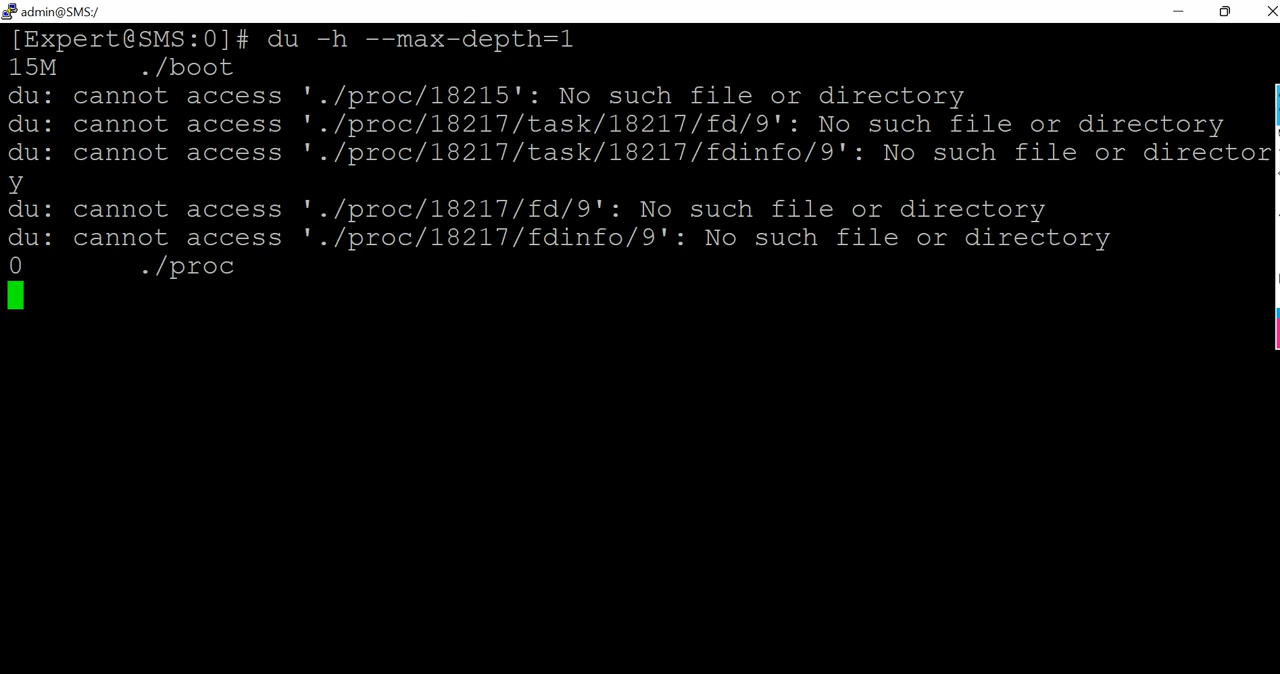 admin@SMS:/
[Expert@SMS:0]# du -h --max-depth=1
15M     ./boot
du: cannot access './proc/18215': No such file or directory
du: cannot access './proc/18217/task/18217/fd/9': No such file or directory
du: cannot access './proc/18217/task/18217/fdinfo/9': No such file or director
y
du: cannot access './proc/18217/fd/9': No such file or directory
du: cannot access './proc/18217/fdinfo/9': No such file or directory
0       ./proc